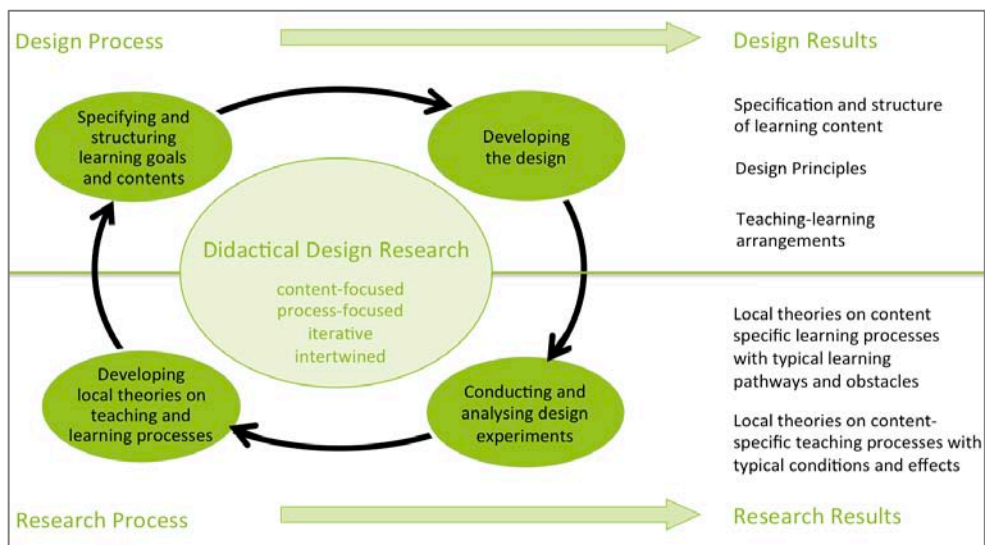 Design Process
Design Results
Specifying and
structuring
learning goals
and contents
Developing
the design
Specification and structure
of learning content
Design Principles
Teaching-learning
arrangements
Didactical Design Research
content-focused
process-focused
iterative
intertwined
Developing
local theories on
teaching and
learning processes
Conducting and
analysing design
experiments
Local theories on content
specific learning processes
with typical learning
pathways and obstacles
Local theories on content-
specific teaching processes with
typical conditions and effects
Research Process
Research Results